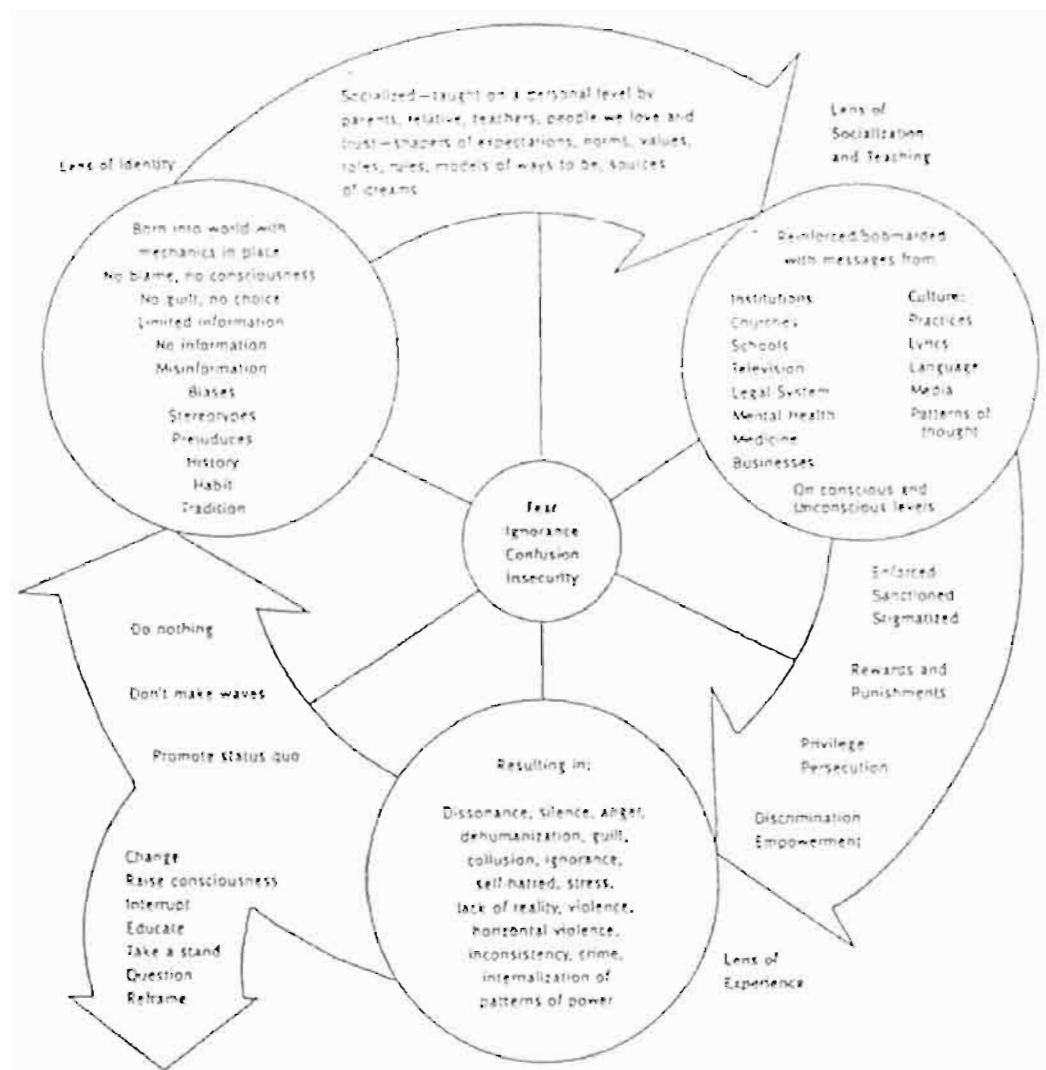 Socialized—taught on a personal level by
parents, relative, teachers, people we love and
trust—shapers of expectations, norms, values,
roles, rules, models of ways to be, sources
of dreams
Lens of Identity
Lens of
Socialization
and Teaching
Born into world with
mechanics in place
No blame, no consciousness
No guilt, no choice
Limited information
No information
Misinformation
Biases
Stereotypes
Prejuduces
History
Habit
Tradition
Reinforced/bobmarded
with messages from:
Institutions
Churches
Schools
Television
Legal System
Mental Health
Medicine
Businesses
Culture:
Practices
Lyrics
Language
Media
Patterns of
thought
On conscious and
Unconscious levels
Fear
Ignorance
Confusion
Insecurity
Enforced
Sanctioned
Stigmatized
Rewards and
Punishments
Privilege
Persecution
Discrimination
Empowerment
Lens of
Experience
Resulting in:
Dissonance, silence, anger,
dehumanization, guilt,
collusion, ignorance,
self-hatred, stress,
lack of reality, violence,
horizontal violence,
inconsistency, crime,
internalization of
patterns of power
Do nothing
Don't make waves
Promote status quo
Change
Raise consciousness
Interrupt
Educate
Take a stand
Question
Reframe